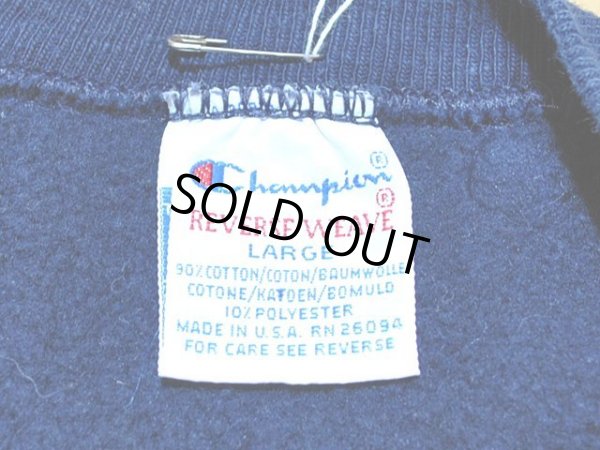 Champion ®
REVERSE WEAVE ®
SOLD OUT
LARGE
90% COTTON/COTON/BAUMWOLLE
COTONE/KATOEN/BOMULD
10% POLYESTER
MADE IN U.S.A. RN 26094
FOR CARE SEE REVERSE